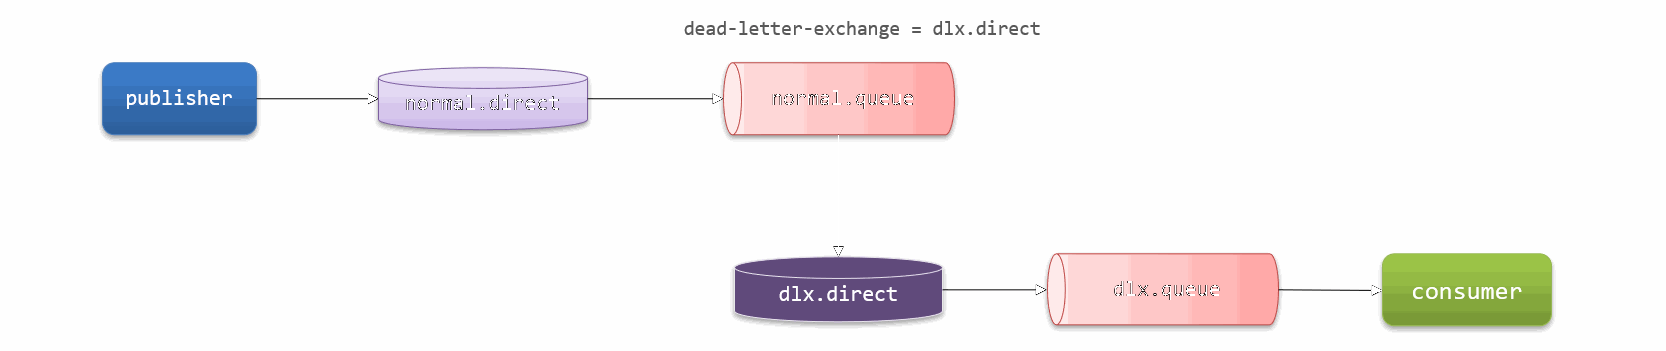 dead-letter-exchange = dlx.direct
publisher
normal.direct
normal.queue
dlx.direct
dlx.queue
consumer